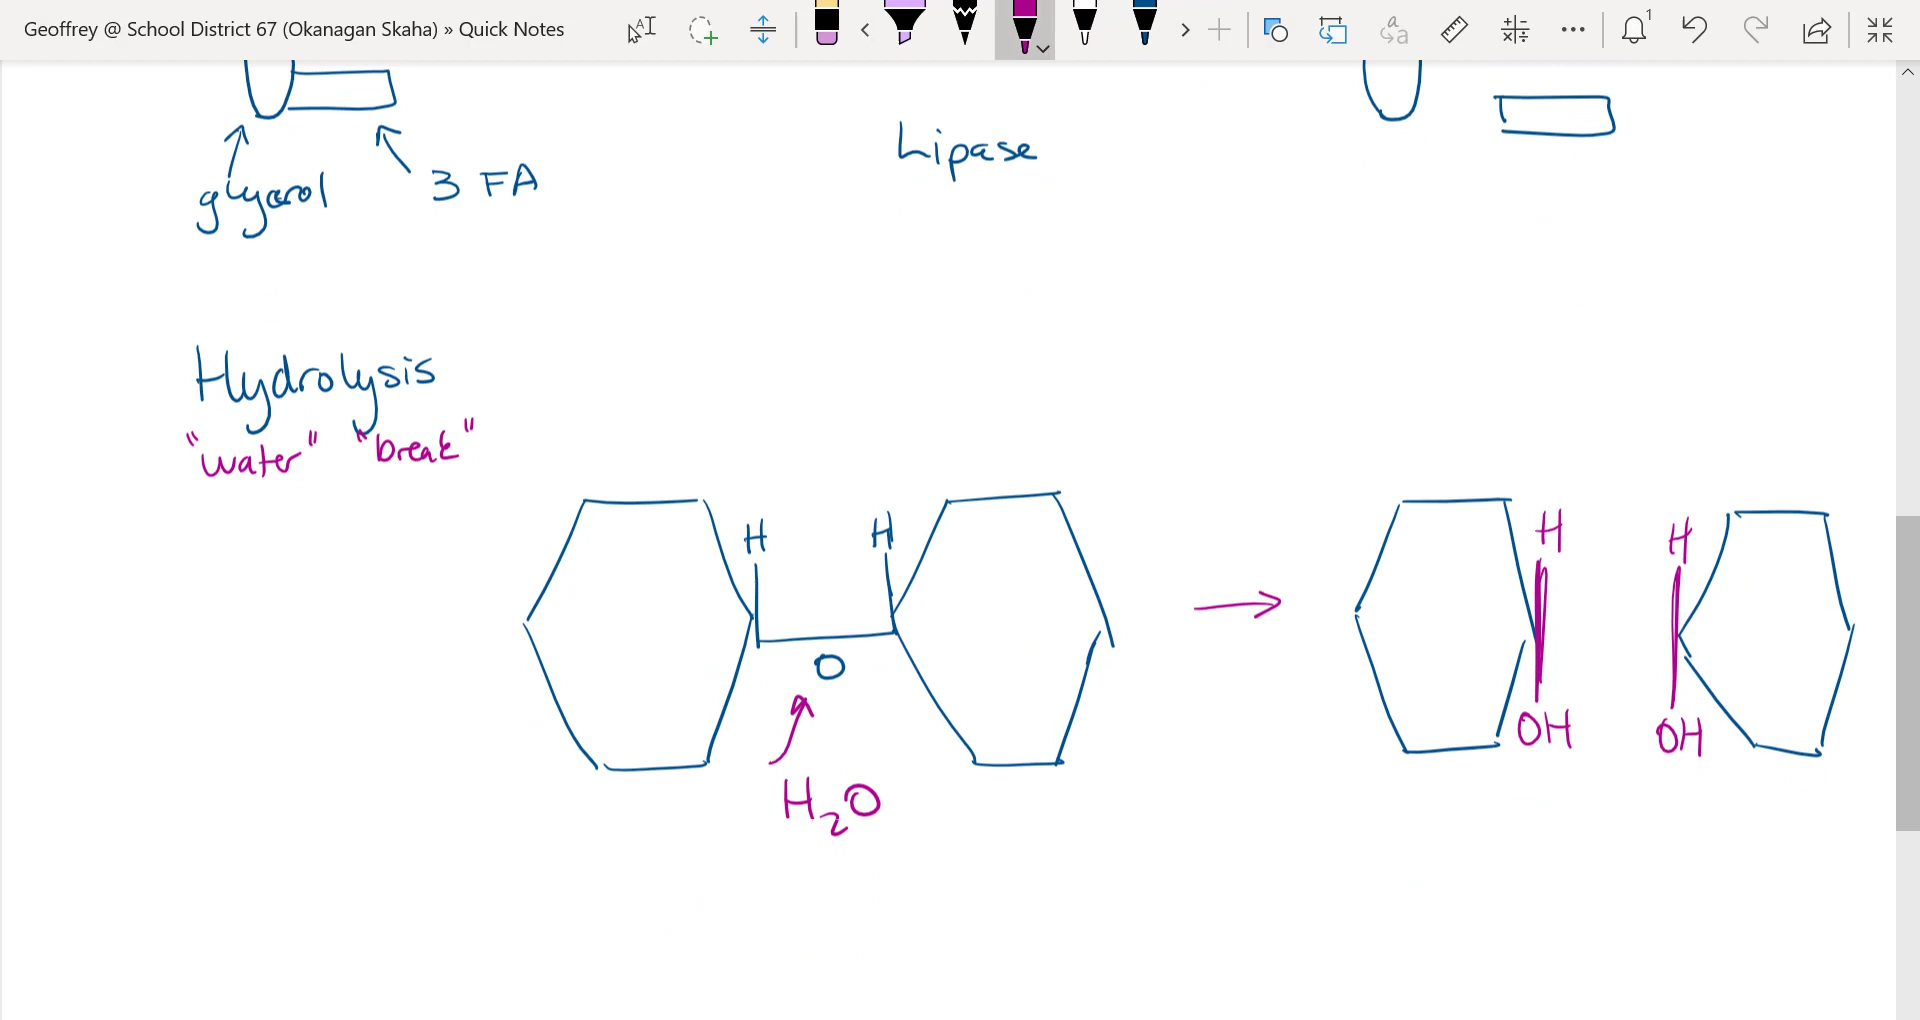 Geoffrey @ School District 67 (Okanagan Skaha) » Quick Notes
Lipase
glycerol
3 FA
Hydrolysis
"water" "break"
H H
O
H₂O
H H
OH OH